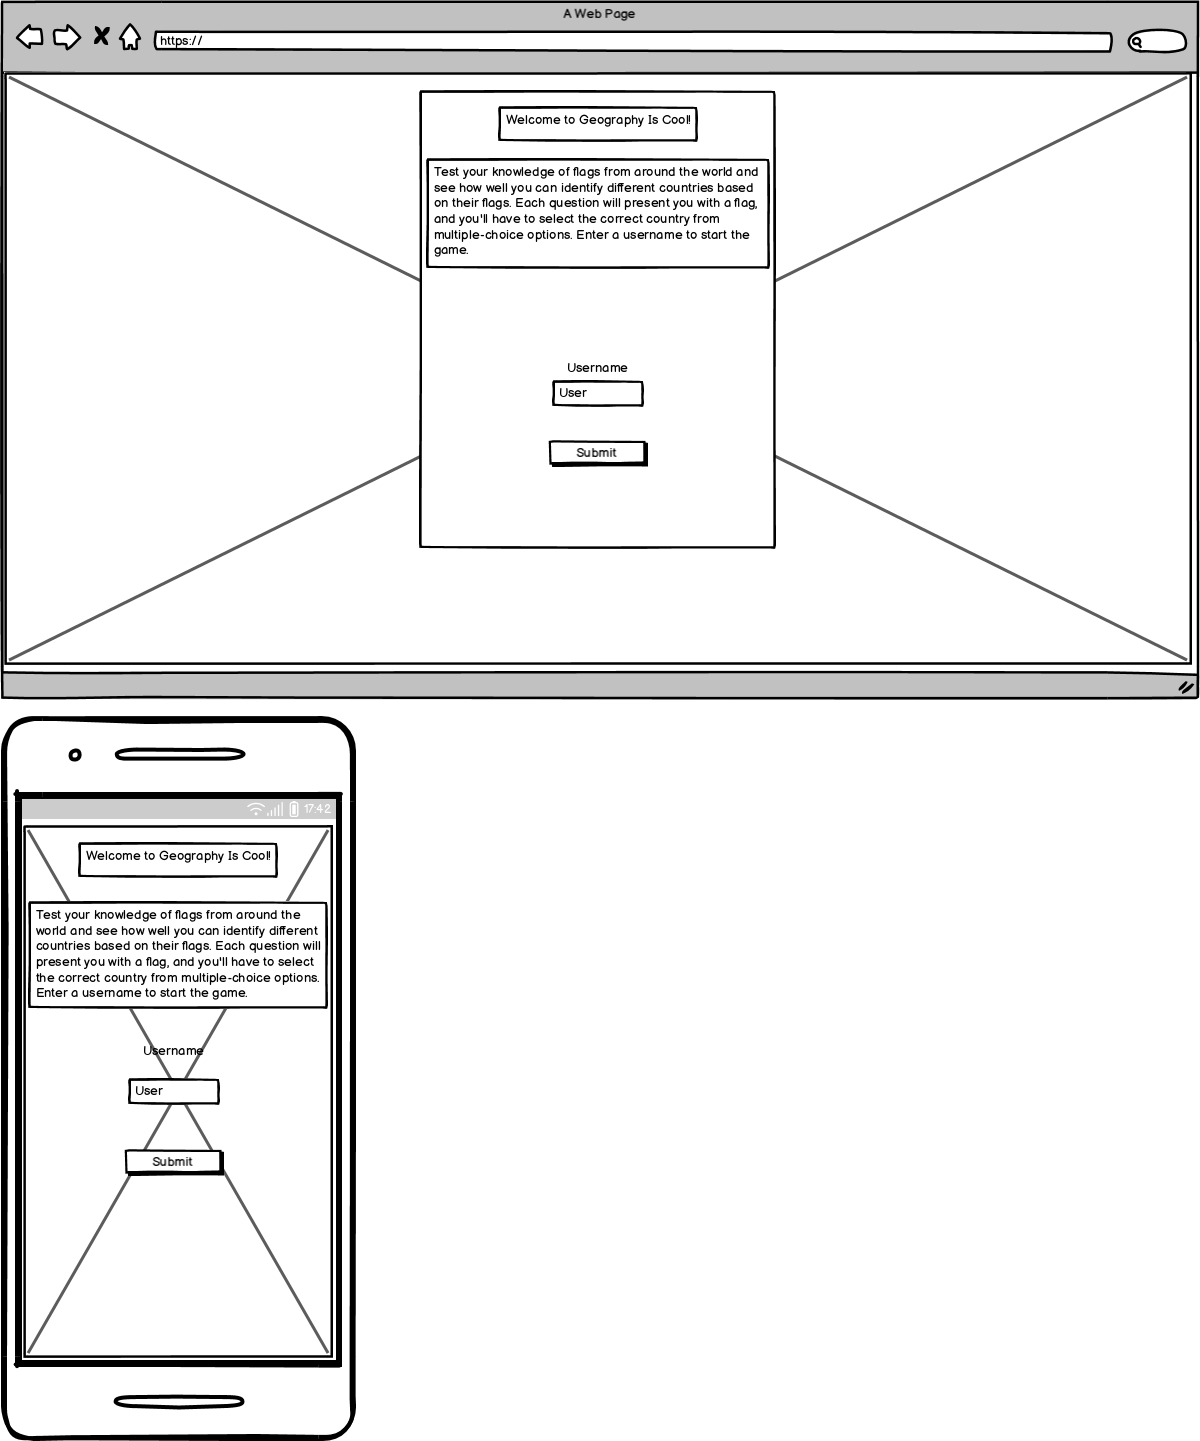 A Web Page
https://
Welcome to Geography Is Cool!
Test your knowledge of flags from around the world and
see how well you can identify different countries based
on their flags. Each question will present you with a flag,
and you'll have to select the correct country from
multiple-choice options. Enter a username to start the
game.
Username
User
Submit
17:42
Welcome to Geography Is Cool!
Test your knowledge of flags from around the
world and see how well you can identify different
countries based on their flags. Each question will
present you with a flag, and you'll have to select
the correct country from multiple-choice options.
Enter a username to start the game.
Username
User
Submit